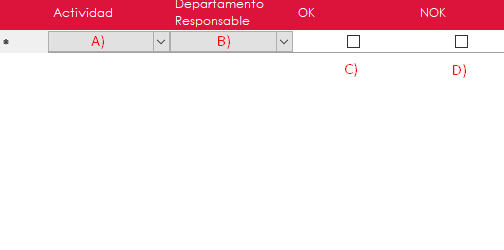 Actividad
Departamento
Responsable
OK
NOK
*
A)
B)
C)
D)